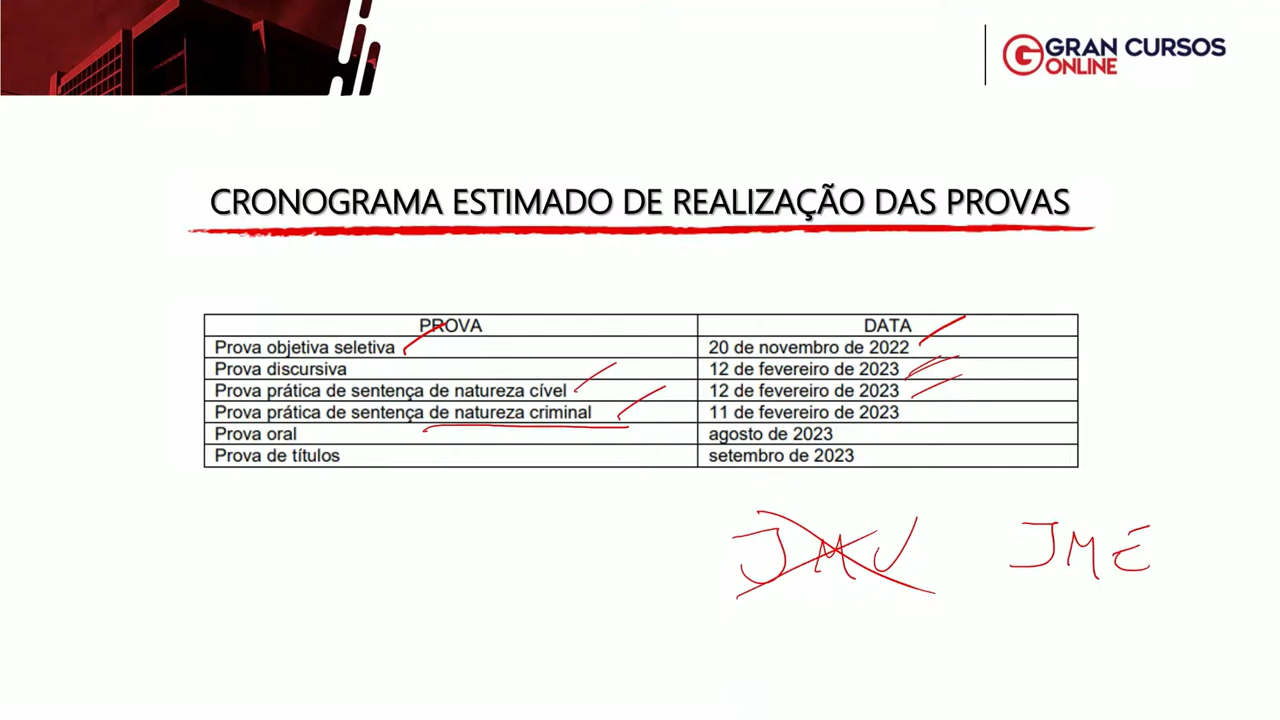 GRAN CURSOS
ONLINE
CRONOGRAMA ESTIMADO DE REALIZAÇÃO DAS PROVAS
PROVA DATA
Prova objetiva seletiva 20 de novembro de 2022
Prova discursiva 12 de fevereiro de 2023
Prova prática de sentença de natureza cível 12 de fevereiro de 2023
Prova prática de sentença de natureza criminal 11 de fevereiro de 2023
Prova oral agosto de 2023
Prova de títulos setembro de 2023
JMU JME